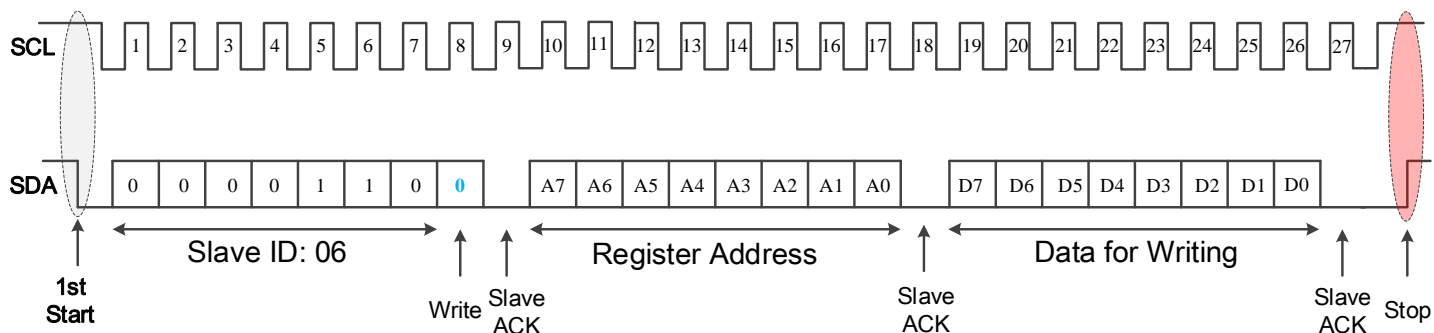 SCL 1 2 3 4 5 6 7 8 9 10 11 12 13 14 15 16 17 18 19 20 21 22 23 24 25 26 27
SDA 0 0 0 0 1 1 0 0 A7 A6 A5 A4 A3 A2 A1 A0 D7 D6 D5 D4 D3 D2 D1 D0
Slave ID: 06
Register Address
Data for Writing
1st
Start
Write
Slave
ACK
Slave
ACK
Slave
ACK
Stop